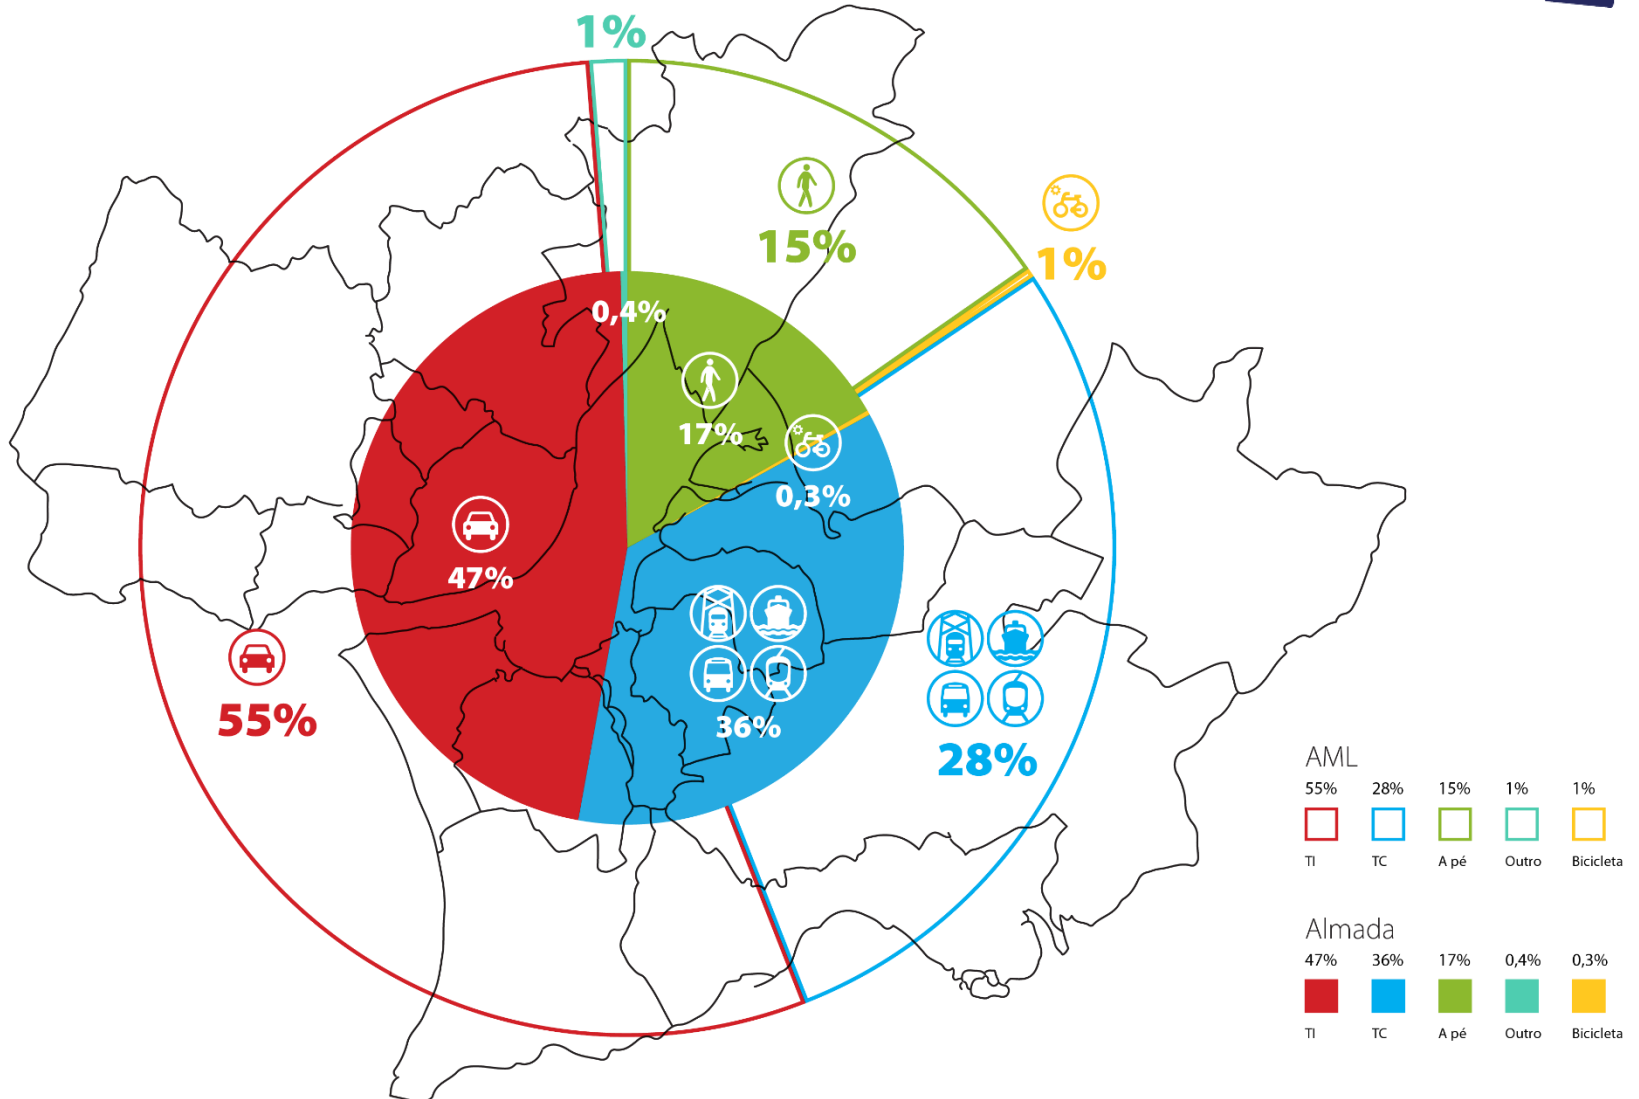 1%
15%
1%
0,4%
17%
0,3%
47%
36%
55%
28%
AML
55% 28% 15% 1% 1%
TI TC A pé Outro Bicicleta
Almada
47% 36% 17% 0,4% 0,3%
TI TC A pé Outro Bicicleta